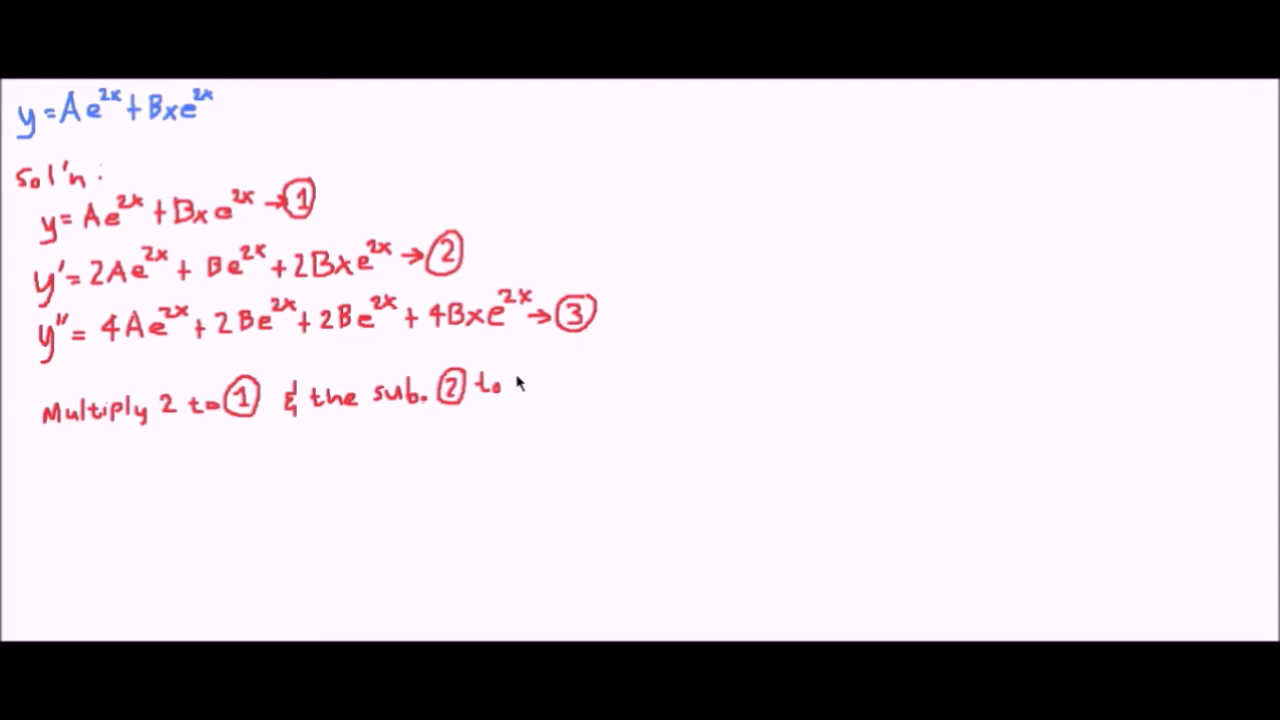 y = Ae^{2x} + Bxe^{2x}
Sol'n :
y = Ae^{2x} + Bxe^{2x} → ①
y' = 2Ae^{2x} + Be^{2x} + 2Bxe^{2x} → ②
y'' = 4Ae^{2x} + 2Be^{2x} + 2Be^{2x} + 4Bxe^{2x} → ③
Multiply 2 to ① & the sub. ② to